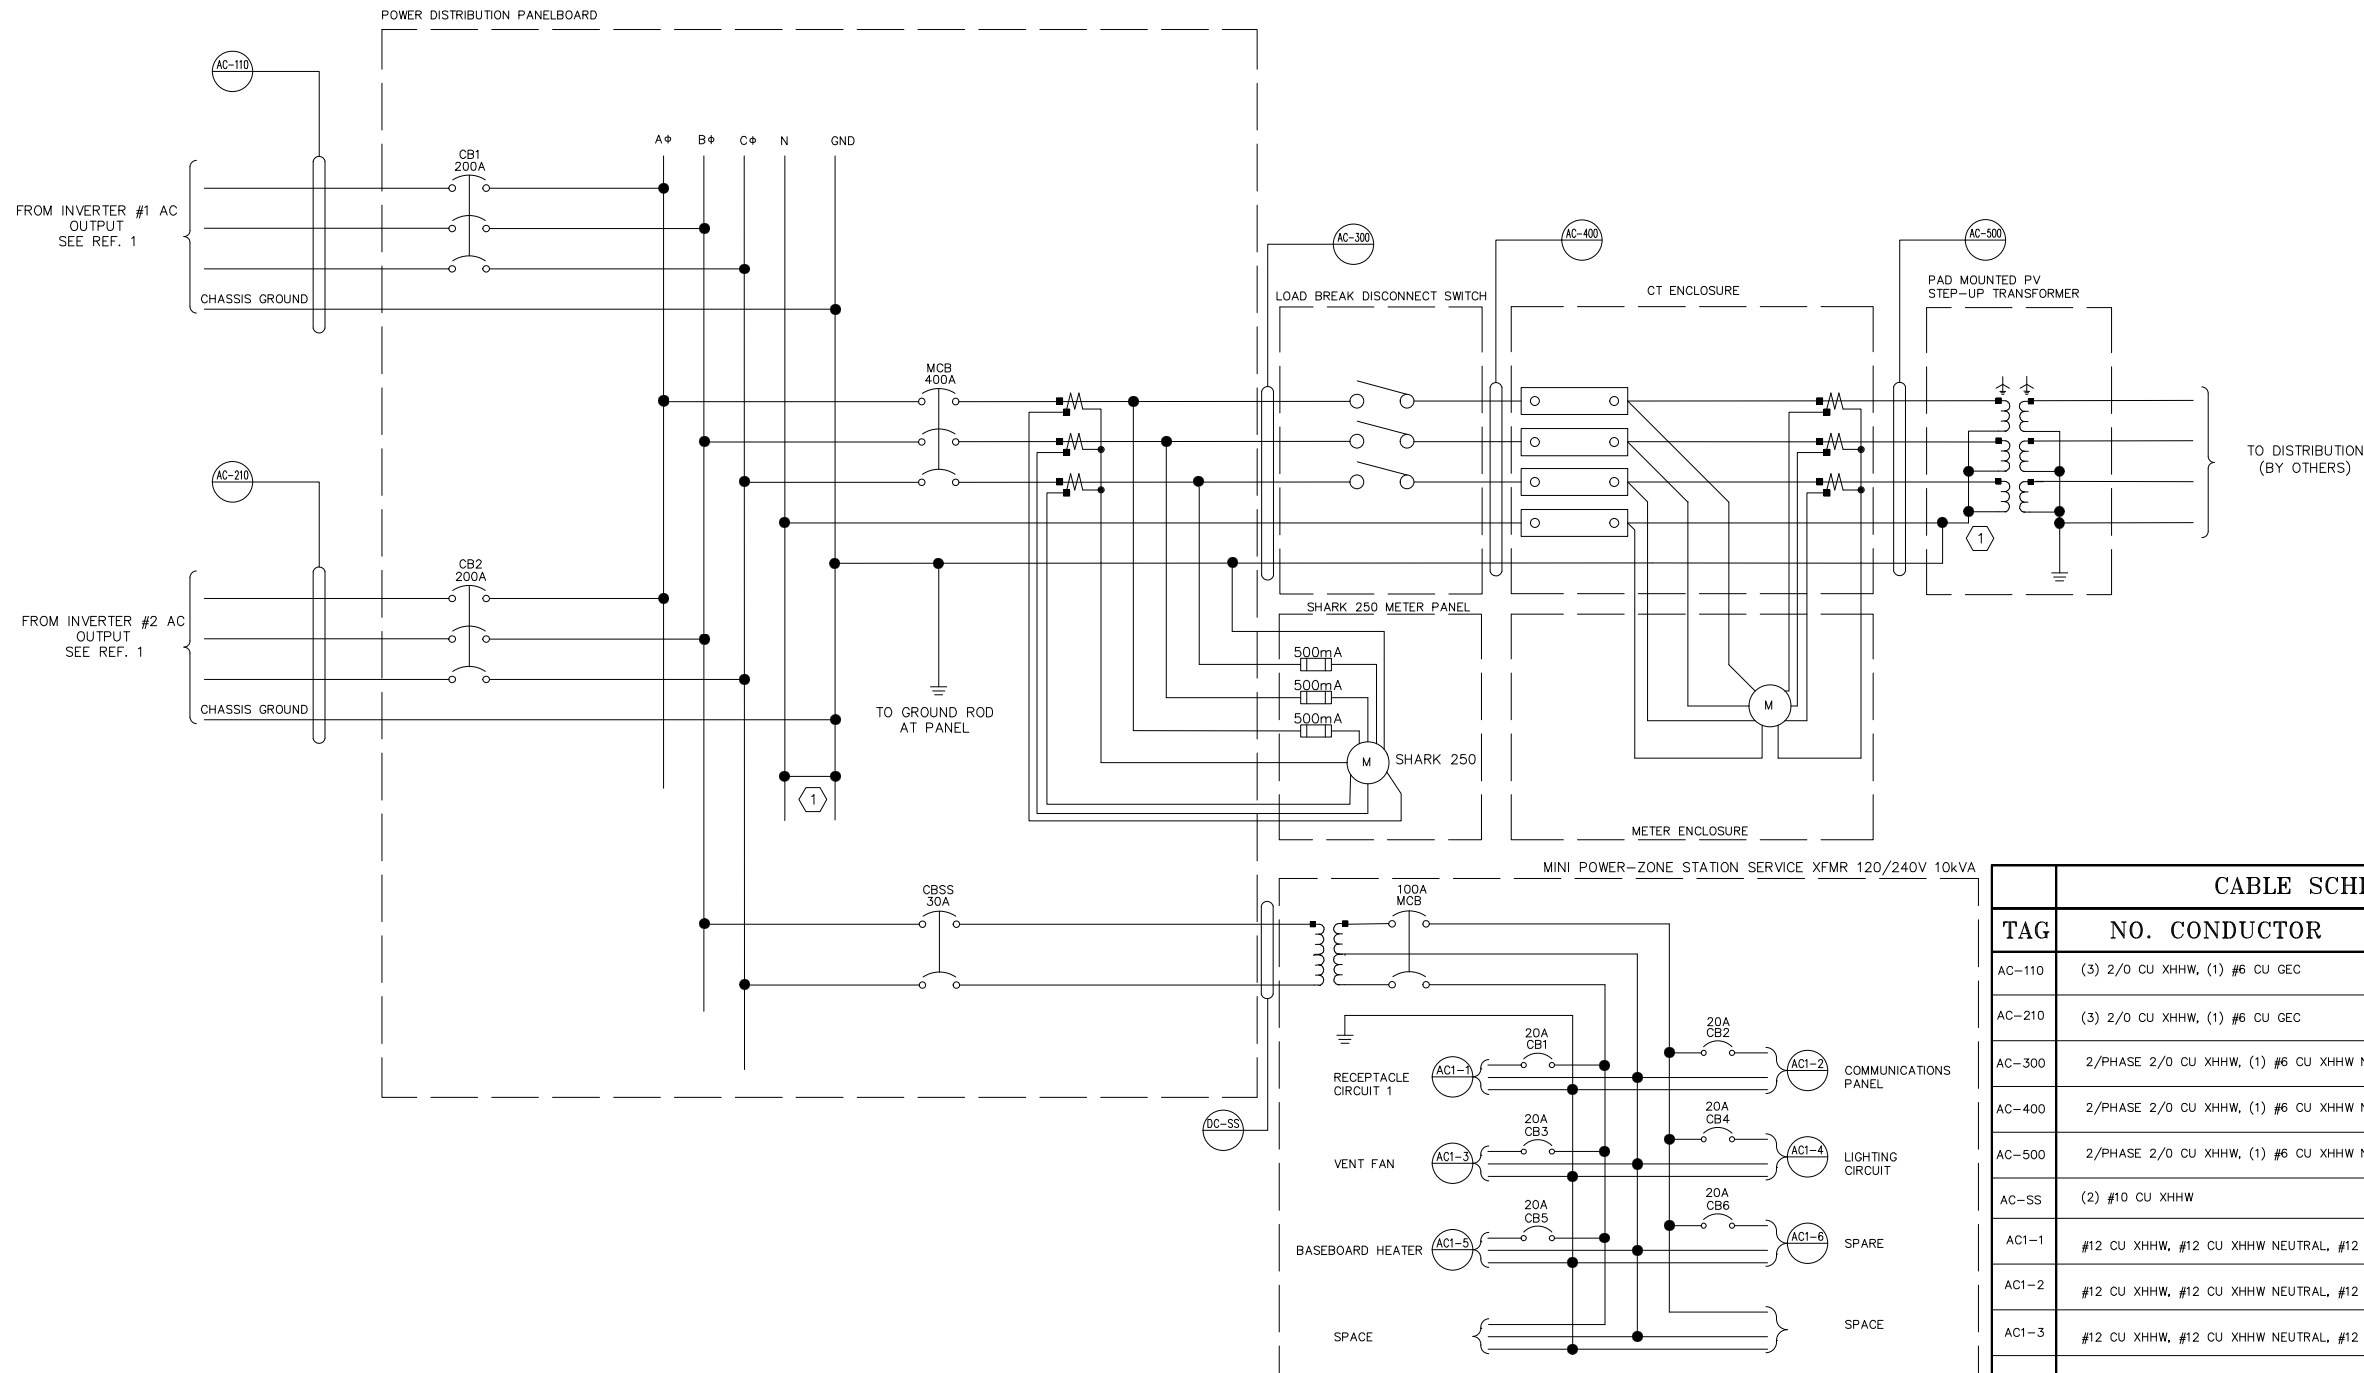 POWER DISTRIBUTION PANELBOARD
AC-110
Aϕ
Bϕ
Cϕ
N
GND
CB1
200A
FROM INVERTER #1 AC
OUTPUT
SEE REF. 1
CHASSIS GROUND
AC-300
AC-400
AC-500
LOAD BREAK DISCONNECT SWITCH
CT ENCLOSURE
PAD MOUNTED PV
STEP-UP TRANSFORMER
MCB
400A
TO DISTRIBUTION
(BY OTHERS)
AC-210
1
CB2
200A
FROM INVERTER #2 AC
OUTPUT
SEE REF. 1
CHASSIS GROUND
SHARK 250 METER PANEL
500mA
500mA
500mA
TO GROUND ROD
AT PANEL
M
SHARK 250
M
1
METER ENCLOSURE
MINI POWER-ZONE STATION SERVICE XFMR 120/240V 10kVA
CBSS
30A
100A
MCB
DC-SS
20A
CB1
20A
CB2
RECEPTACLE
CIRCUIT 1
AC1-1
AC1-2
COMMUNICATIONS
PANEL
20A
CB3
20A
CB4
VENT FAN
AC1-3
AC1-4
LIGHTING
CIRCUIT
20A
CB5
20A
CB6
BASEBOARD HEATER
AC1-5
AC1-6
SPARE
SPACE
SPACE
CABLE SCH
TAG
NO. CONDUCTOR
AC-110
(3) 2/0 CU XHHW, (1) #6 CU GEC
AC-210
(3) 2/0 CU XHHW, (1) #6 CU GEC
AC-300
2/PHASE 2/0 CU XHHW, (1) #6 CU XHHW
AC-400
2/PHASE 2/0 CU XHHW, (1) #6 CU XHHW
AC-500
2/PHASE 2/0 CU XHHW, (1) #6 CU XHHW
AC-SS
(2) #10 CU XHHW
AC1-1
#12 CU XHHW, #12 CU XHHW NEUTRAL, #12
AC1-2
#12 CU XHHW, #12 CU XHHW NEUTRAL, #12
AC1-3
#12 CU XHHW, #12 CU XHHW NEUTRAL, #12